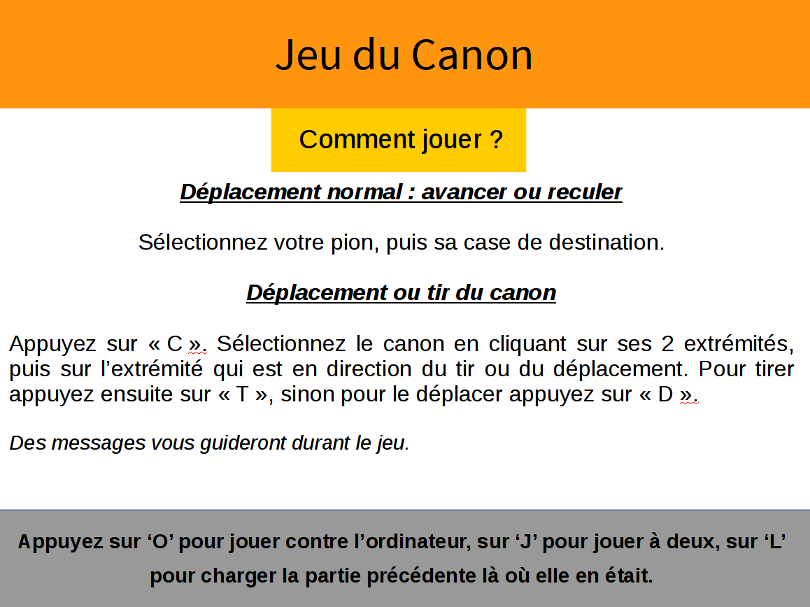 Jeu du Canon
Comment jouer ?
Déplacement normal : avancer ou reculer
Sélectionnez votre pion, puis sa case de destination.
Déplacement ou tir du canon
Appuyez sur « C ». Sélectionnez le canon en cliquant sur ses 2 extrémités,
puis sur l’extrémité qui est en direction du tir ou du déplacement. Pour tirer
appuyez ensuite sur « T », sinon pour le déplacer appuyez sur « D ».
Des messages vous guideront durant le jeu.
Appuyez sur ‘O’ pour jouer contre l’ordinateur, sur ‘J’ pour jouer à deux, sur ‘L’
pour charger la partie précédente là où elle en était.